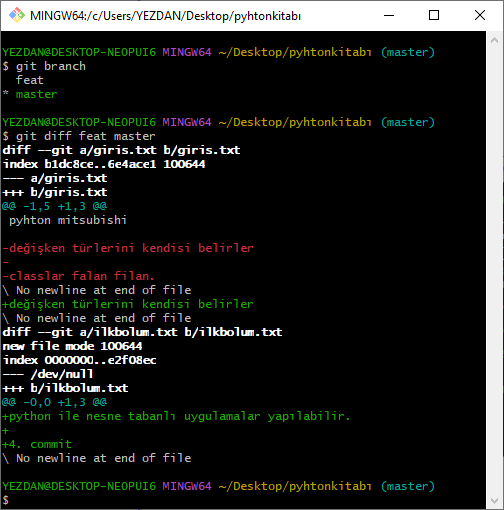 MINGW64:/c/Users/YEZDAN/Desktop/pyhtonkitabı
YEZDAN@DESKTOP-NEOPUI6 MINGW64 ~/Desktop/pyhtonkitabı (master)
$ git branch
  feat
* master
YEZDAN@DESKTOP-NEOPUI6 MINGW64 ~/Desktop/pyhtonkitabı (master)
$ git diff feat master
diff --git a/giris.txt b/giris.txt
index b1dc8ce..6e4ace1 100644
--- a/giris.txt
+++ b/giris.txt
@@ -1,5 +1,3 @@
 pyhton mitsubishi
-değişken türlerini kendisi belirler
-
-classlar falan filan.
\ No newline at end of file
+değişken türlerini kendisi belirler
\ No newline at end of file
diff --git a/ilkbolum.txt b/ilkbolum.txt
new file mode 100644
index 0000000..e2f08ec
--- /dev/null
+++ b/ilkbolum.txt
@@ -0,0 +1,3 @@
+python ile nesne tabanlı uygulamalar yapılabilir.
+
+4. commit
\ No newline at end of file
YEZDAN@DESKTOP-NEOPUI6 MINGW64 ~/Desktop/pyhtonkitabı (master)
$